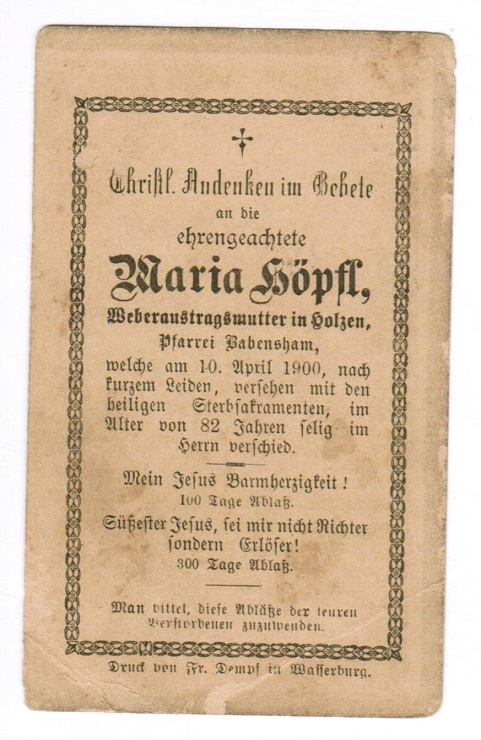 Christl. Andenken im Gebete
an die
ehrengeachtete
Maria Höpfl,
Weberaustragsmutter in Holzen,
Pfarrei Babensham,
welche am 10. April 1900, nach
kurzem Leiden, versehen mit den
heiligen Sterbsakramenten, im
Alter von 82 Jahren selig im
Herrn verschied.
Mein Jesus Barmherzigkeit!
100 Tage Ablaß.
Süßester Jesus, sei mir nicht Richter
sondern Erlöser!
300 Tage Ablaß.
Man bittet, diese Abläße der teuren
Verstorbenen zuzuwenden.
Druck von Fr. Dempf in Wasserburg.